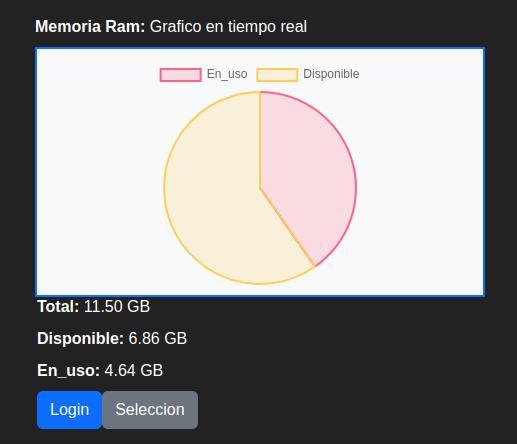 Memoria Ram: Grafico en tiempo real
En_uso Disponible
Total: 11.50 GB
Disponible: 6.86 GB
En_uso: 4.64 GB
Login Seleccion